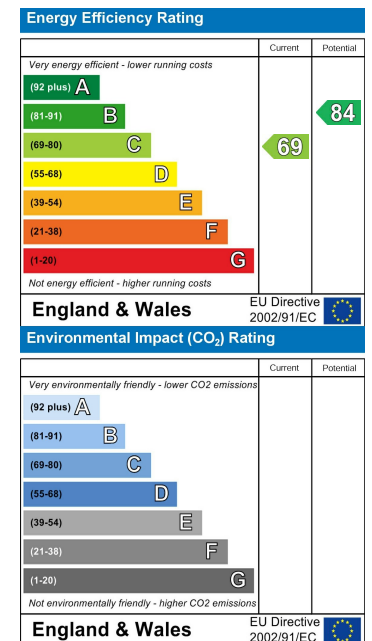 Energy Efficiency Rating
Current Potential
Very energy efficient - lower running costs
(92 plus) A
(81-91) B
84
(69-80) C
69
(55-68) D
(39-54) E
(21-38) F
(1-20) G
Not energy efficient - higher running costs
England & Wales
EU Directive
2002/91/EC
Environmental Impact (CO₂) Rating
Current Potential
Very environmentally friendly - lower CO2 emissions
(92 plus) A
(81-91) B
(69-80) C
(55-68) D
(39-54) E
(21-38) F
(1-20) G
Not environmentally friendly - higher CO2 emissions
England & Wales
EU Directive
2002/91/EC